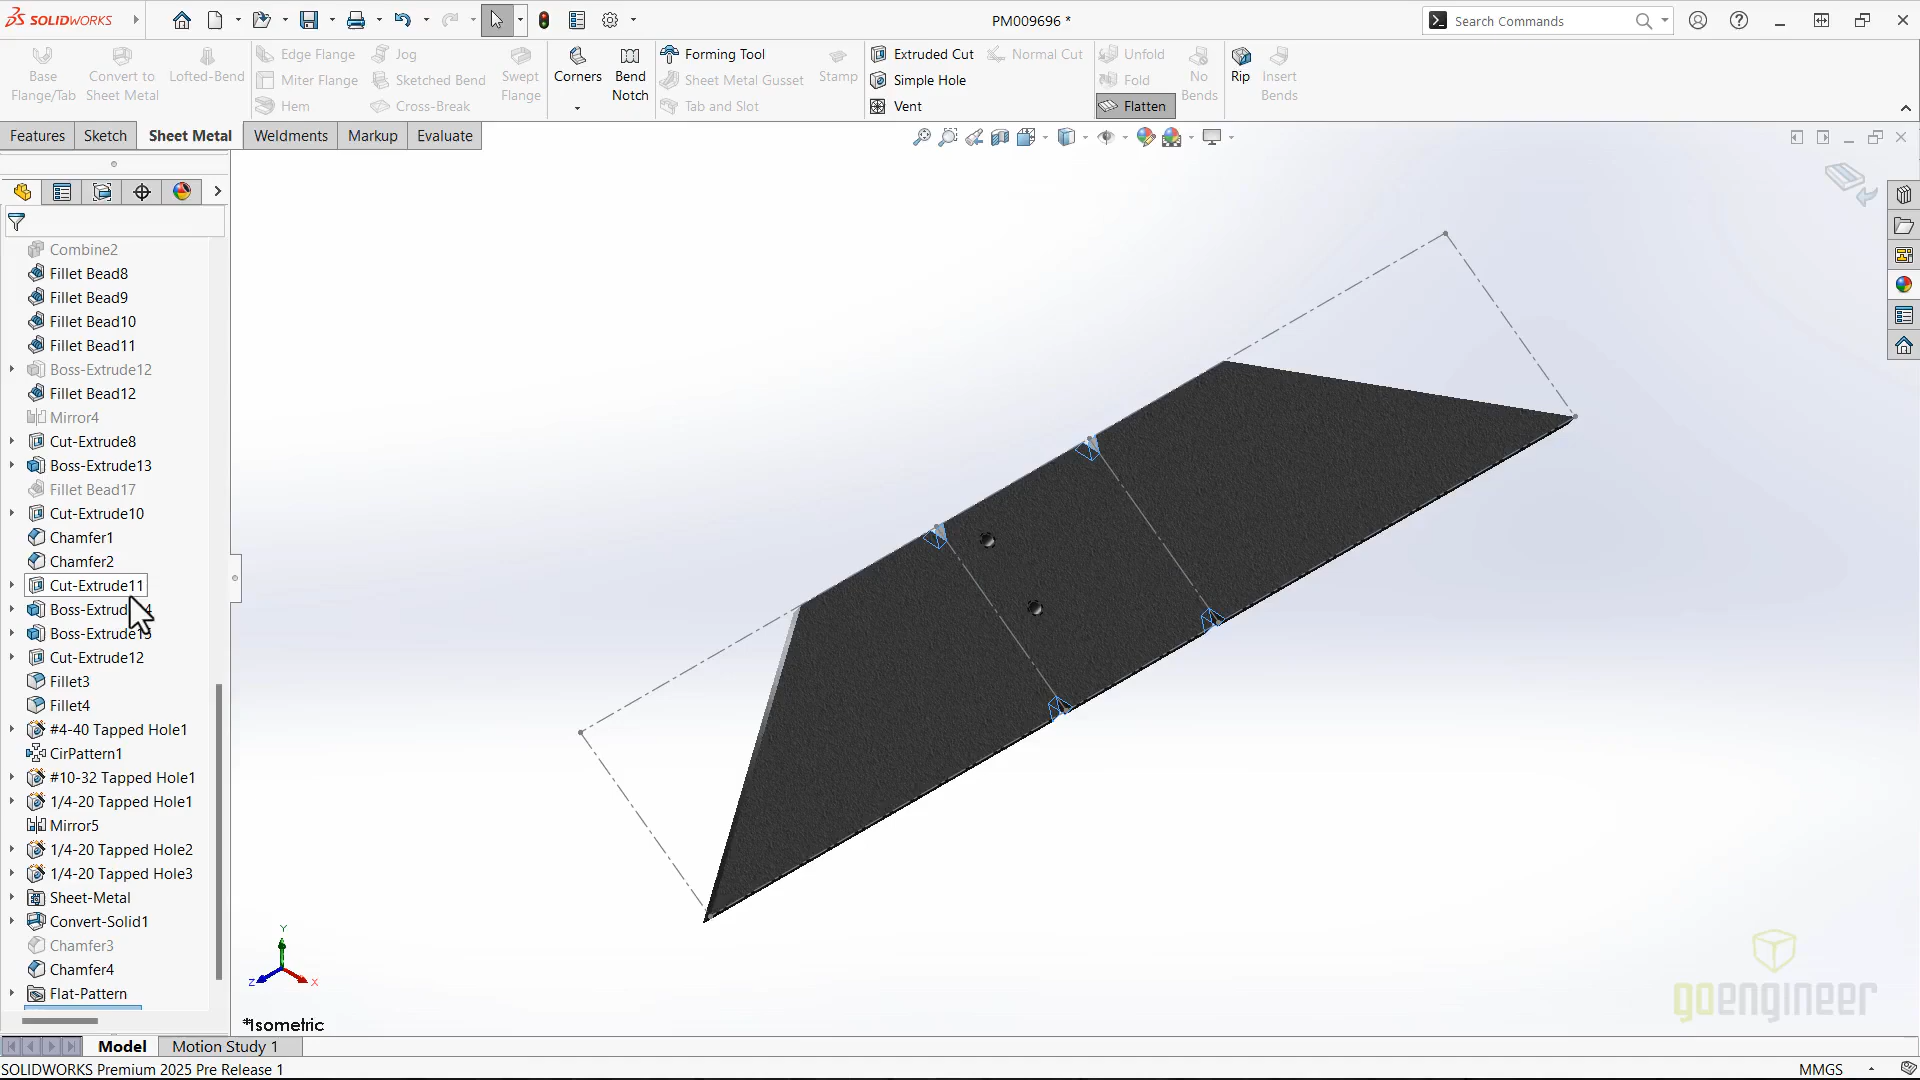 SOLIDWORKS
PM009696 *
Search Commands
Base Flange/Tab
Convert to Sheet Metal
Lofted-Bend
Edge Flange
Miter Flange
Hem
Jog
Sketched Bend
Cross-Break
Swept Flange
Corners
Bend Notch
Forming Tool
Sheet Metal Gusset
Tab and Slot
Stamp
Extruded Cut
Simple Hole
Vent
Normal Cut
Unfold
Fold
Flatten
No Bends
Rip
Insert Bends
Features
Sketch
Sheet Metal
Weldments
Markup
Evaluate
Combine2
Fillet Bead8
Fillet Bead9
Fillet Bead10
Fillet Bead11
Boss-Extrude12
Fillet Bead12
Mirror4
Cut-Extrude8
Boss-Extrude13
Fillet Bead17
Cut-Extrude10
Chamfer1
Chamfer2
Cut-Extrude11
Cut-Extrude12
Fillet3
Fillet4
#4-40 Tapped Hole1
CirPattern1
#10-32 Tapped Hole1
1/4-20 Tapped Hole1
Mirror5
1/4-20 Tapped Hole2
1/4-20 Tapped Hole3
Sheet-Metal
Convert-Solid1
Chamfer3
Chamfer4
Flat-Pattern
Y
Z
X
*Isometric
goengineer
Model
Motion Study 1
SOLIDWORKS Premium 2025 Pre Release 1
MMGS